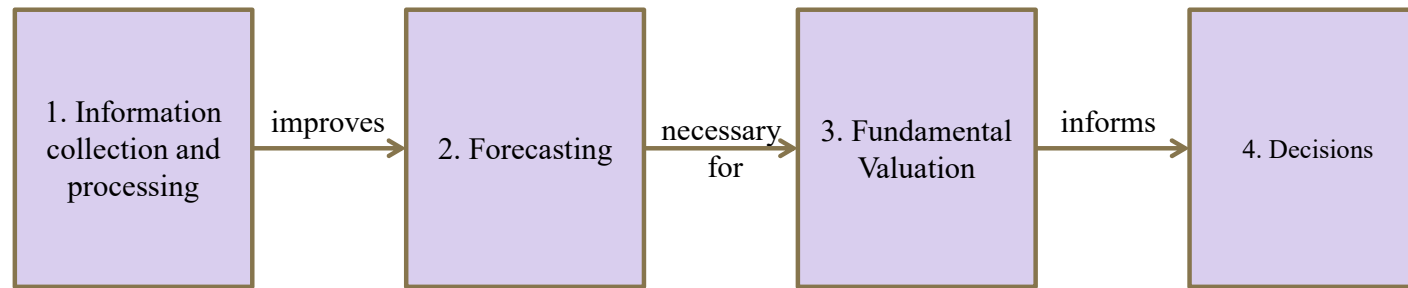 1. Information
collection and
processing
improves
2. Forecasting
necessary
for
3. Fundamental
Valuation
informs
4. Decisions